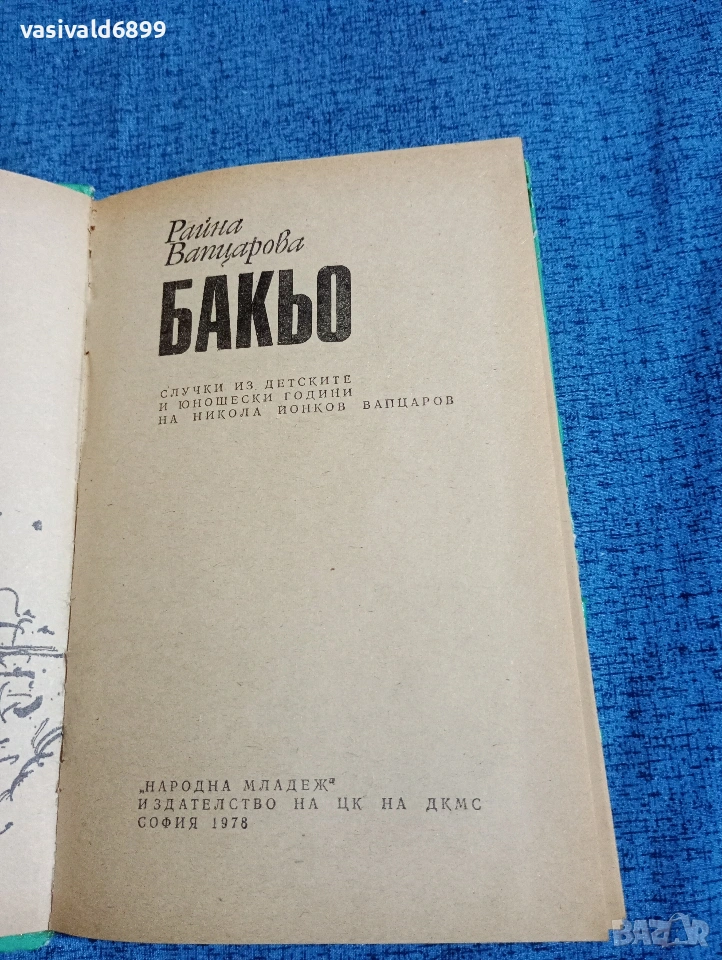 vasivald6899
Райна
Вапцарова
БАКЬО
СЛУЧКИ ИЗ ДЕТСКИТЕ
И ЮНОШЕСКИ ГОДИНИ
НА НИКОЛА ЙОНКОВ ВАПЦАРОВ
„НАРОДНА МЛАДЕЖ“
ИЗДАТЕЛСТВО НА ЦК НА ДКМС
СОФИЯ 1978
BAZAR